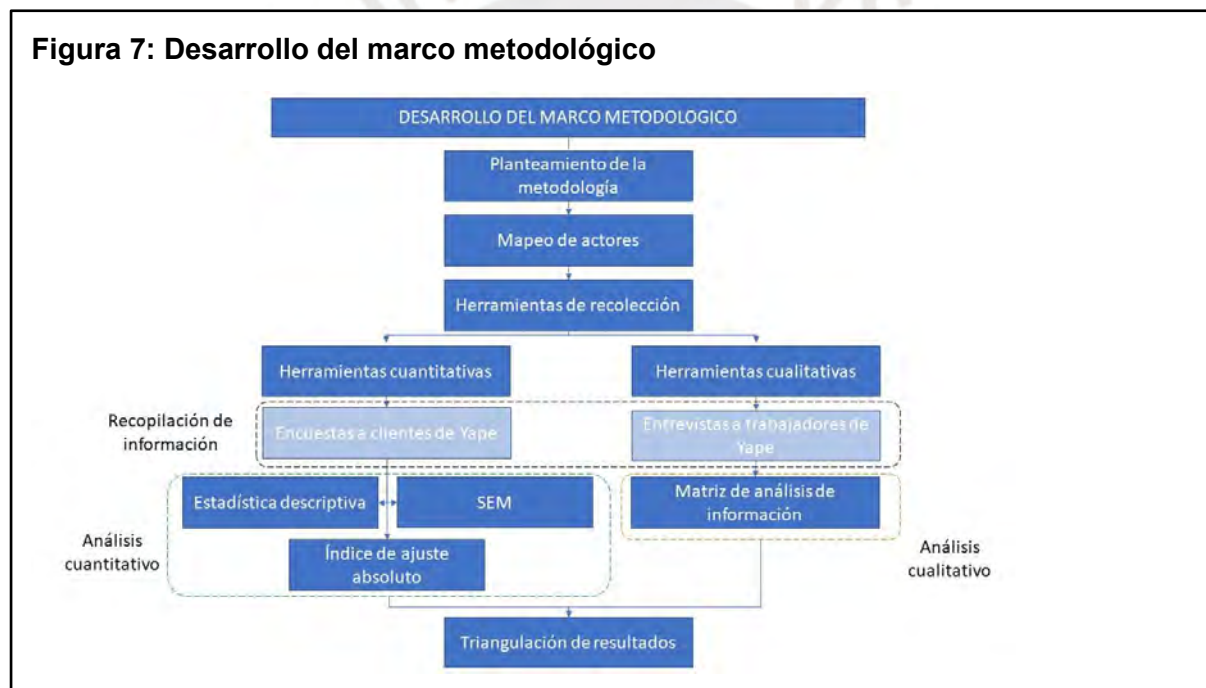 Figura 7: Desarrollo del marco metodológico
DESARROLLO DEL MARCO METODOLOGICO
Planteamiento de la
metodología
Mapeo de actores
Herramientas de recolección
Herramientas cuantitativas
Herramientas cualitativas
Recopilación de
información
Encuestas a clientes de Yape
Entrevistas a trabajadores de
Yape
Estadística descriptiva
SEM
Matriz de análisis de
información
Análisis
cuantitativo
Índice de ajuste
absoluto
Análisis
cualitativo
Triangulación de resultados